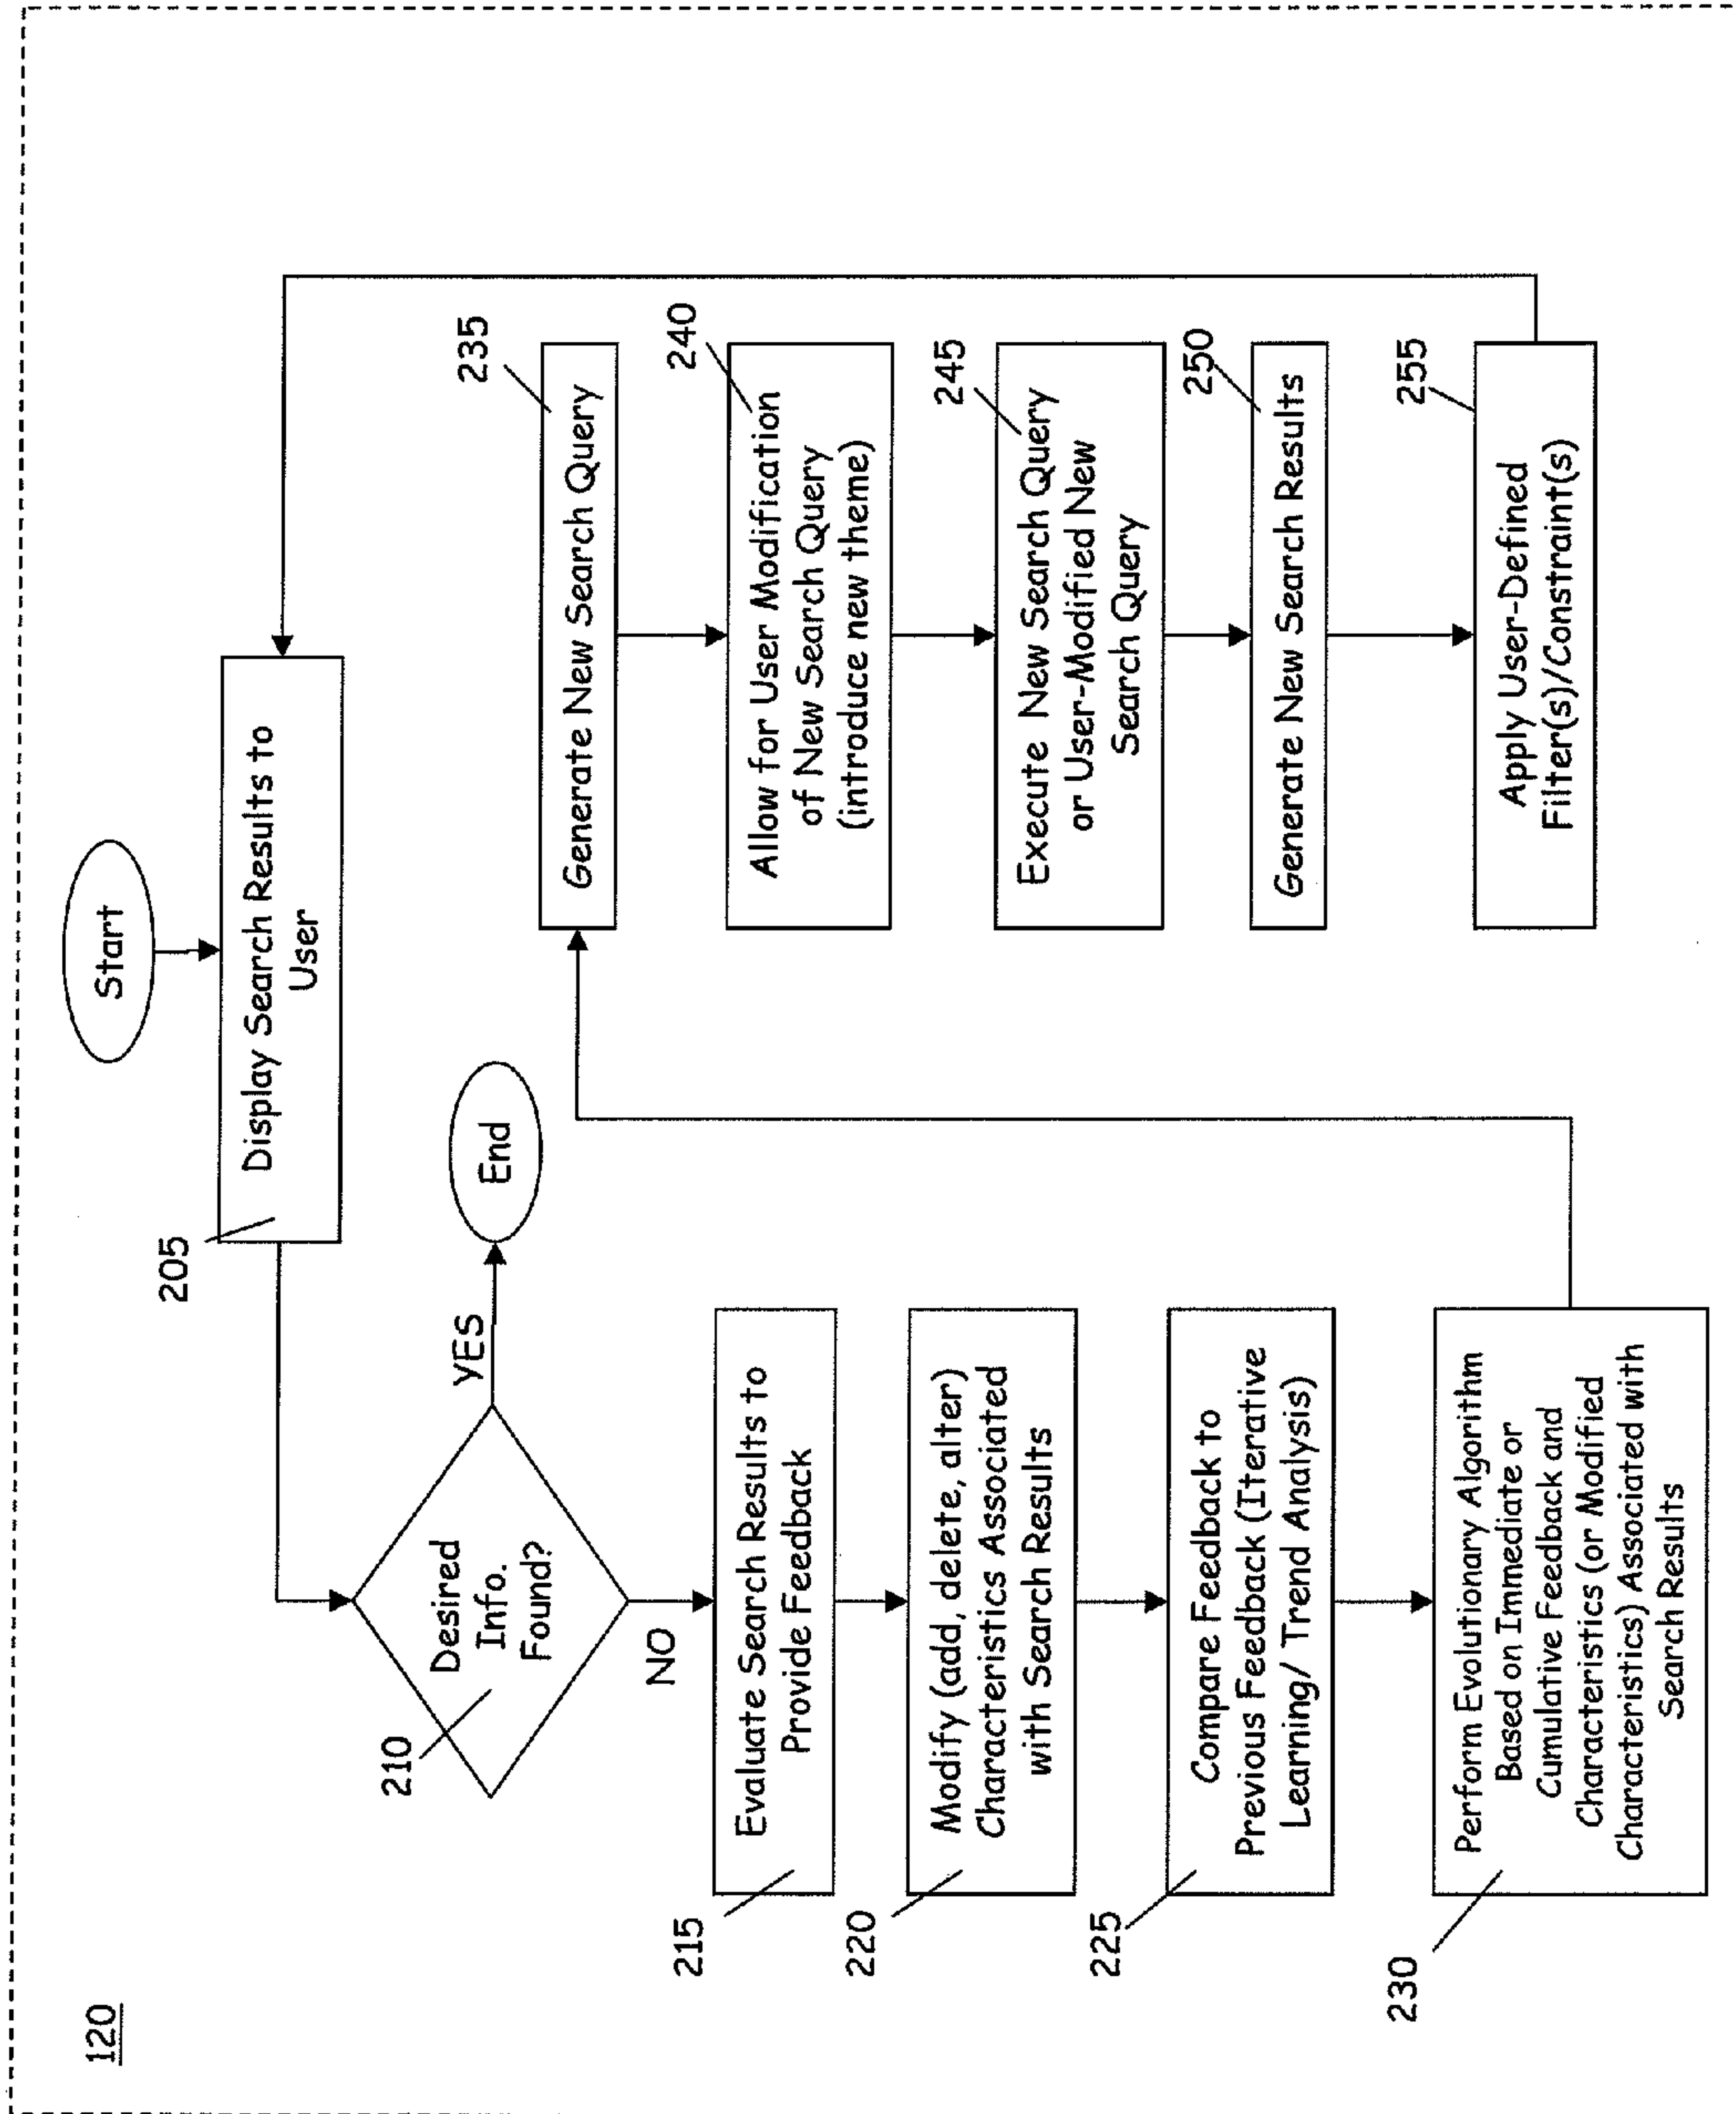 120
Start
205
Display Search Results to
User
210
Desired
Info.
Found?
YES
End
NO
215
Evaluate Search Results to
Provide Feedback
220
Modify (add, delete, alter)
Characteristics Associated
with Search Results
225
Compare Feedback to
Previous Feedback (Iterative
Learning/ Trend Analysis)
230
Perform Evolutionary Algorithm
Based on Immediate or
Cumulative Feedback and
Characteristics (or Modified
Characteristics) Associated with
Search Results
235
Generate New Search Query
240
Allow for User Modification
of New Search Query
(introduce new theme)
245
Execute New Search Query
or User-Modified New
Search Query
250
Generate New Search Results
255
Apply User-Defined
Filter(s)/Constraint(s)